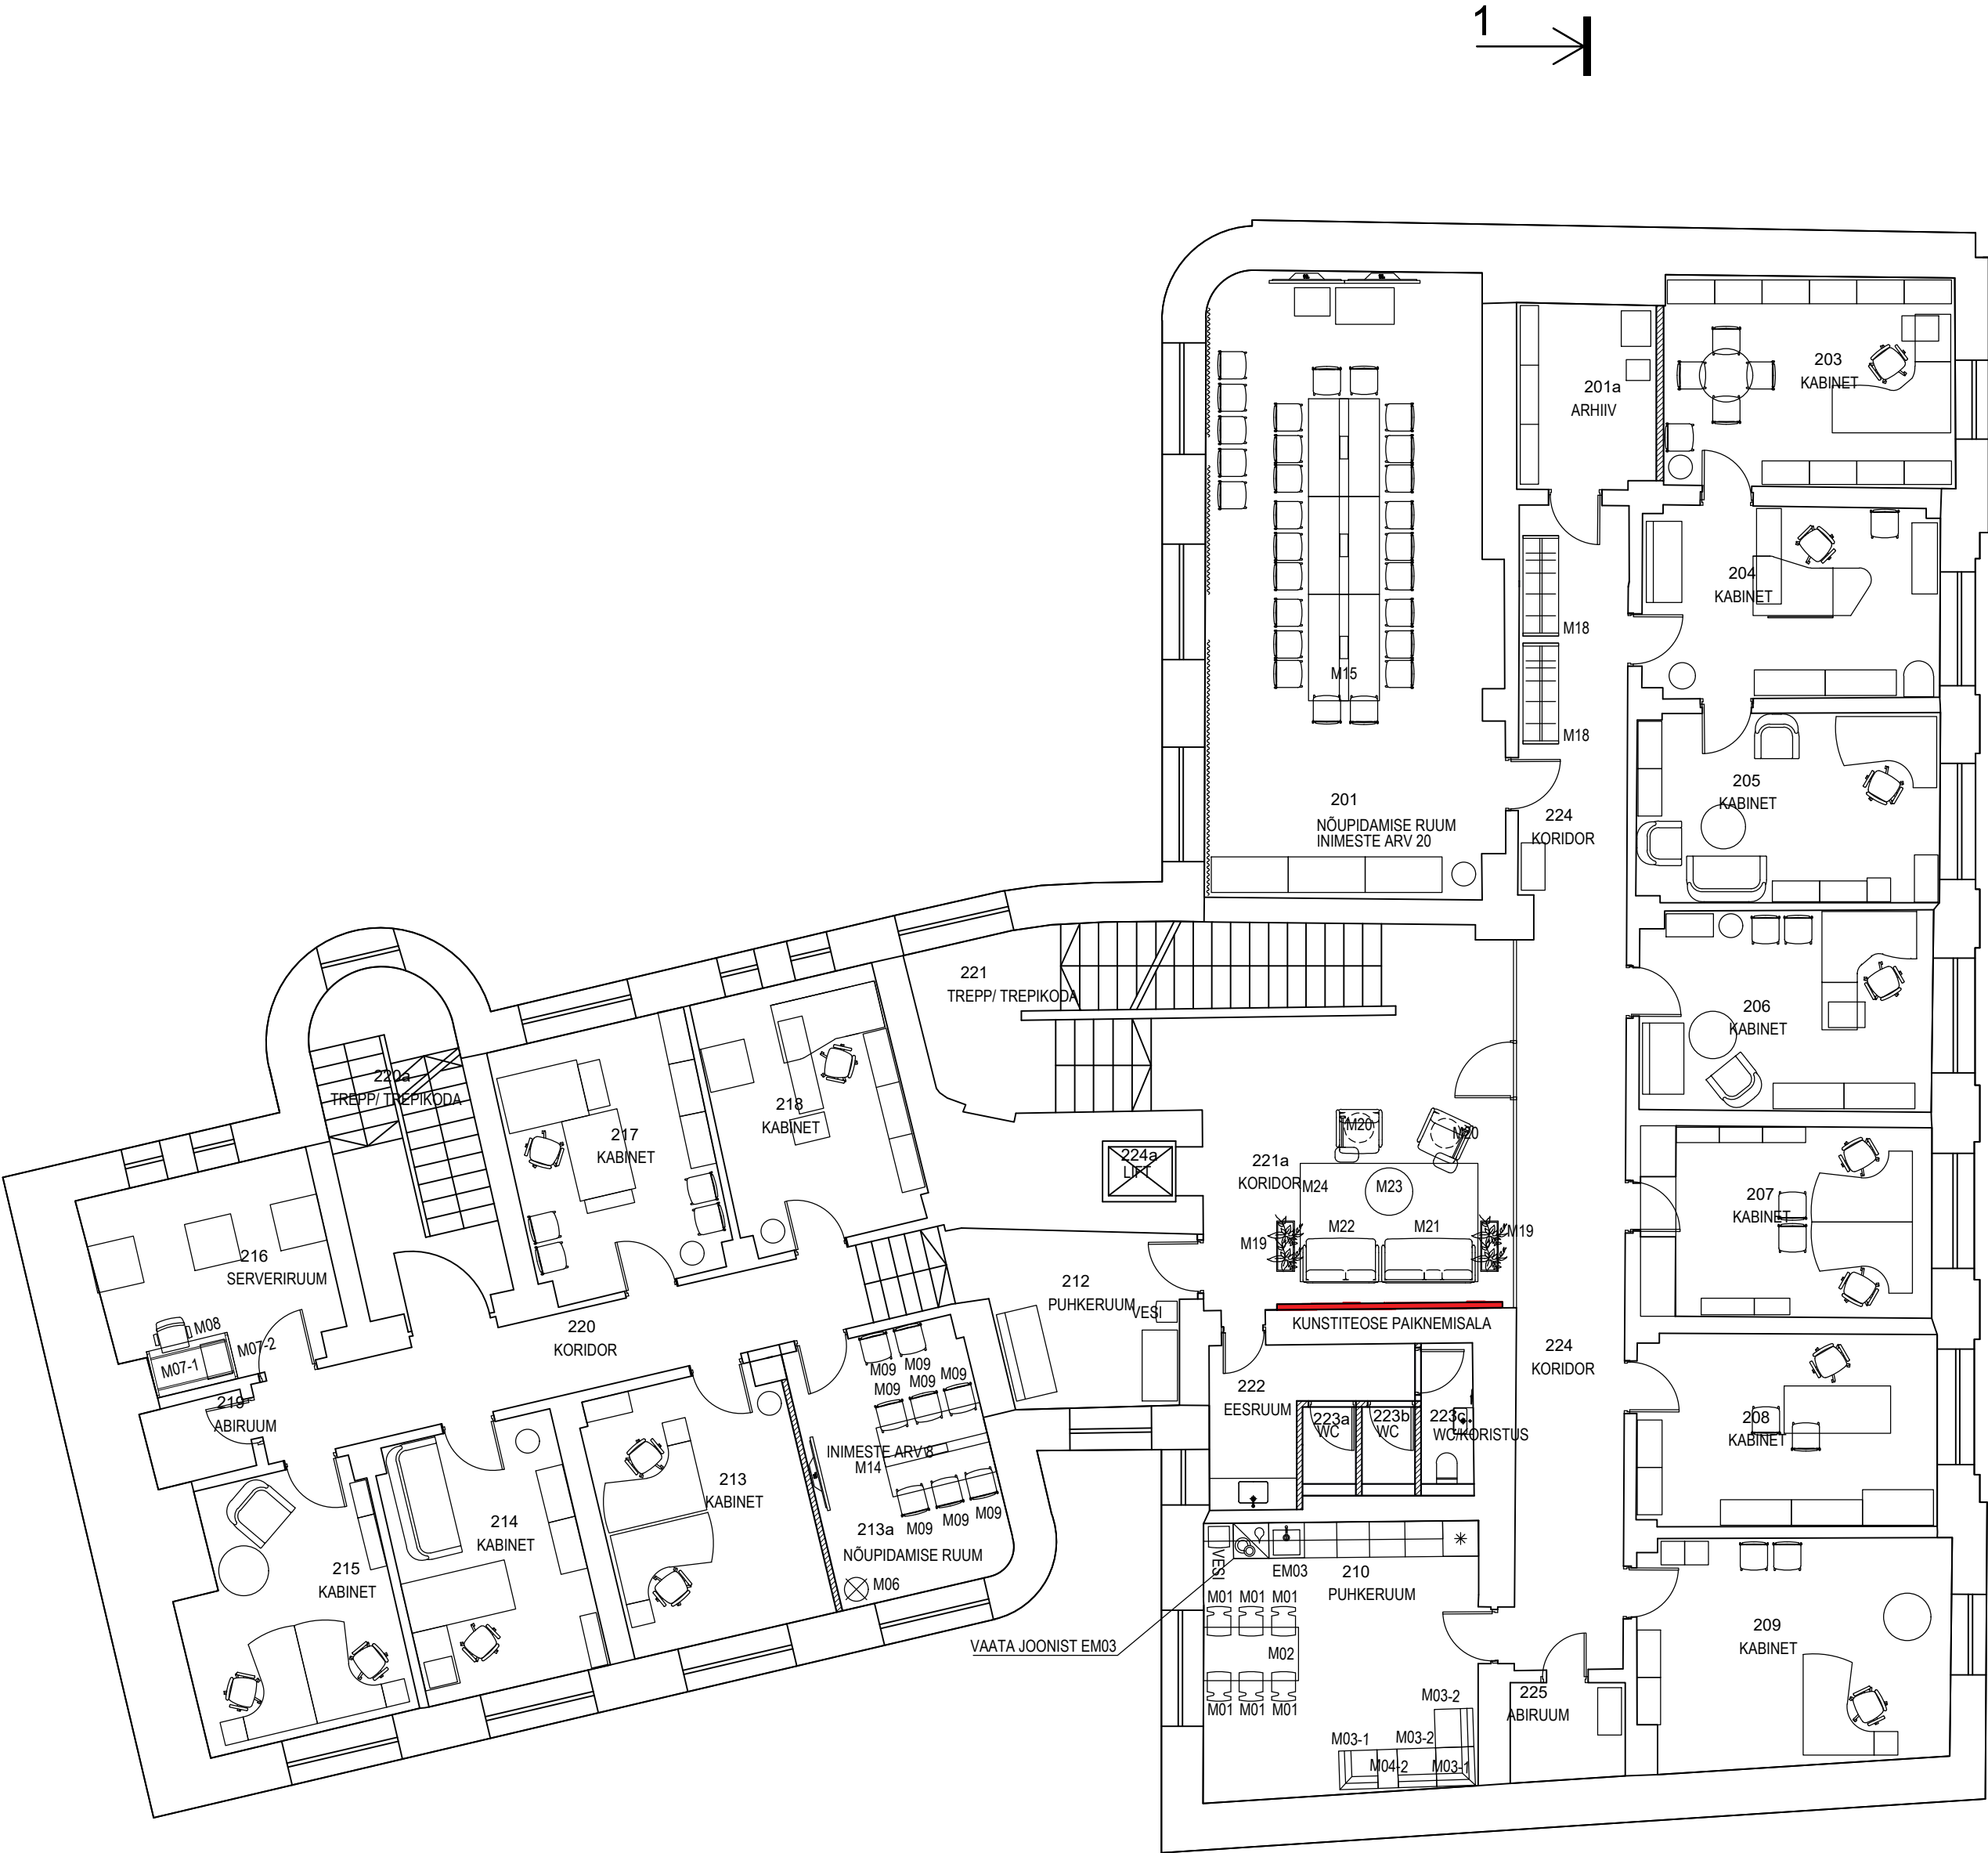 1
203
KABINET
201a
ARHIIV
204
KABINET
M18
M15
M18
205
KABINET
201
NÕUPIDAMISE RUUM
INIMESTE ARV 20
224
KORIDOR
221
TREPP/ TREPIKODA
206
KABINET
220a
TREPP/ TREPIKODA
218
KABINET
217
KABINET
M20
M20
224a
LIFT
221a
KORIDOR
M24
M23
207
KABINET
M22
M21
M19
M19
216
SERVERIRUUM
212
PUHKERUUM
VESI
M08
M07-2
M07-1
220
KORIDOR
KUNSTITEOSE PAIKNEMISALA
224
KORIDOR
M09
M09
M09
M09
M09
219
ABIRUUM
222
EESRUUM
223a
WC
223b
WC
223c
WC/KORISTUS
208
KABINET
INIMESTE ARV 8
M14
213
KABINET
214
KABINET
213a
M09
M09
M09
NÕUPIDAMISE RUUM
215
KABINET
M06
VESI
EM03
210
PUHKERUUM
M01
M01
M01
VAATA JOONIST EM03
M02
209
KABINET
M01
M01
M01
M03-2
225
ABIRUUM
M03-1
M03-2
M04-2
M03-1